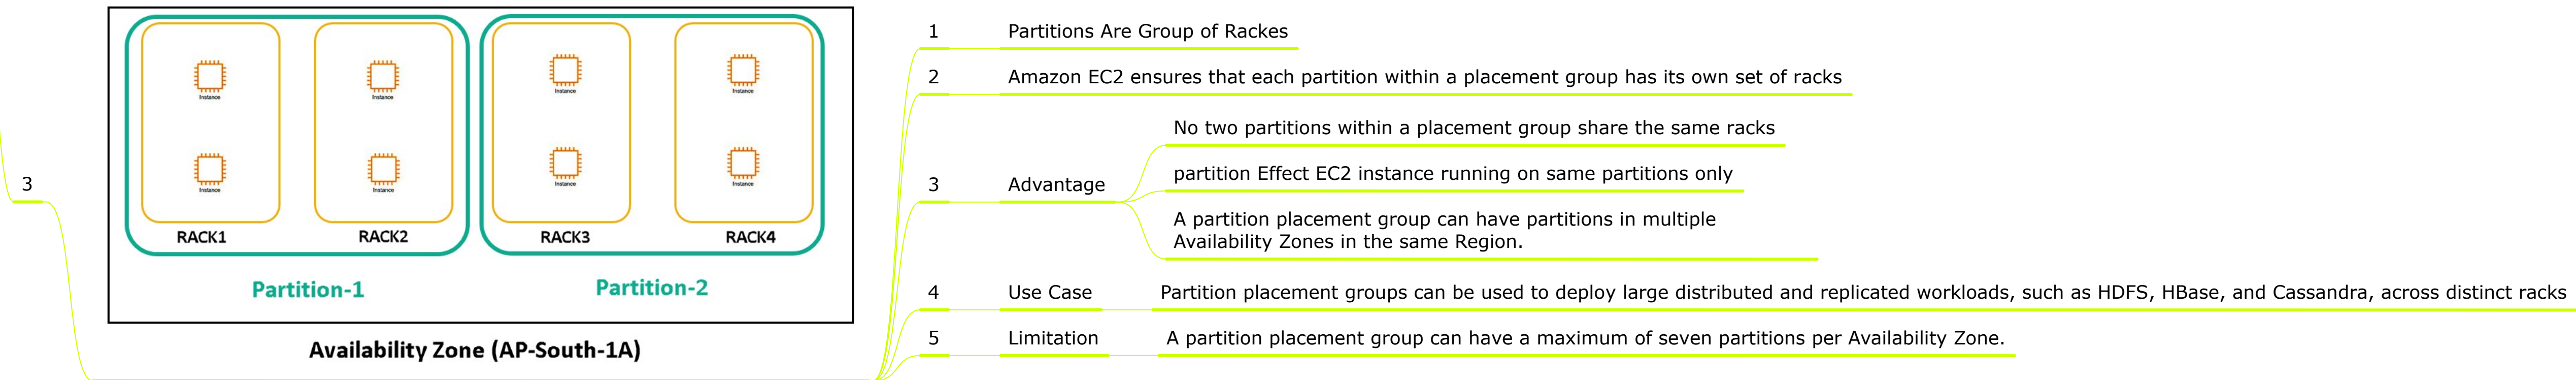 3
Instance
Instance
Instance
Instance
Instance
Instance
Instance
Instance
RACK1
RACK2
RACK3
RACK4
Partition-1
Partition-2
Availability Zone (AP-South-1A)
1
Partitions Are Group of Rackes
2
Amazon EC2 ensures that each partition within a placement group has its own set of racks
3
Advantage
No two partitions within a placement group share the same racks
partition Effect EC2 instance running on same partitions only
A partition placement group can have partitions in multiple
Availability Zones in the same Region.
4
Use Case
Partition placement groups can be used to deploy large distributed and replicated workloads, such as HDFS, HBase, and Cassandra, across distinct racks
5
Limitation
A partition placement group can have a maximum of seven partitions per Availability Zone.